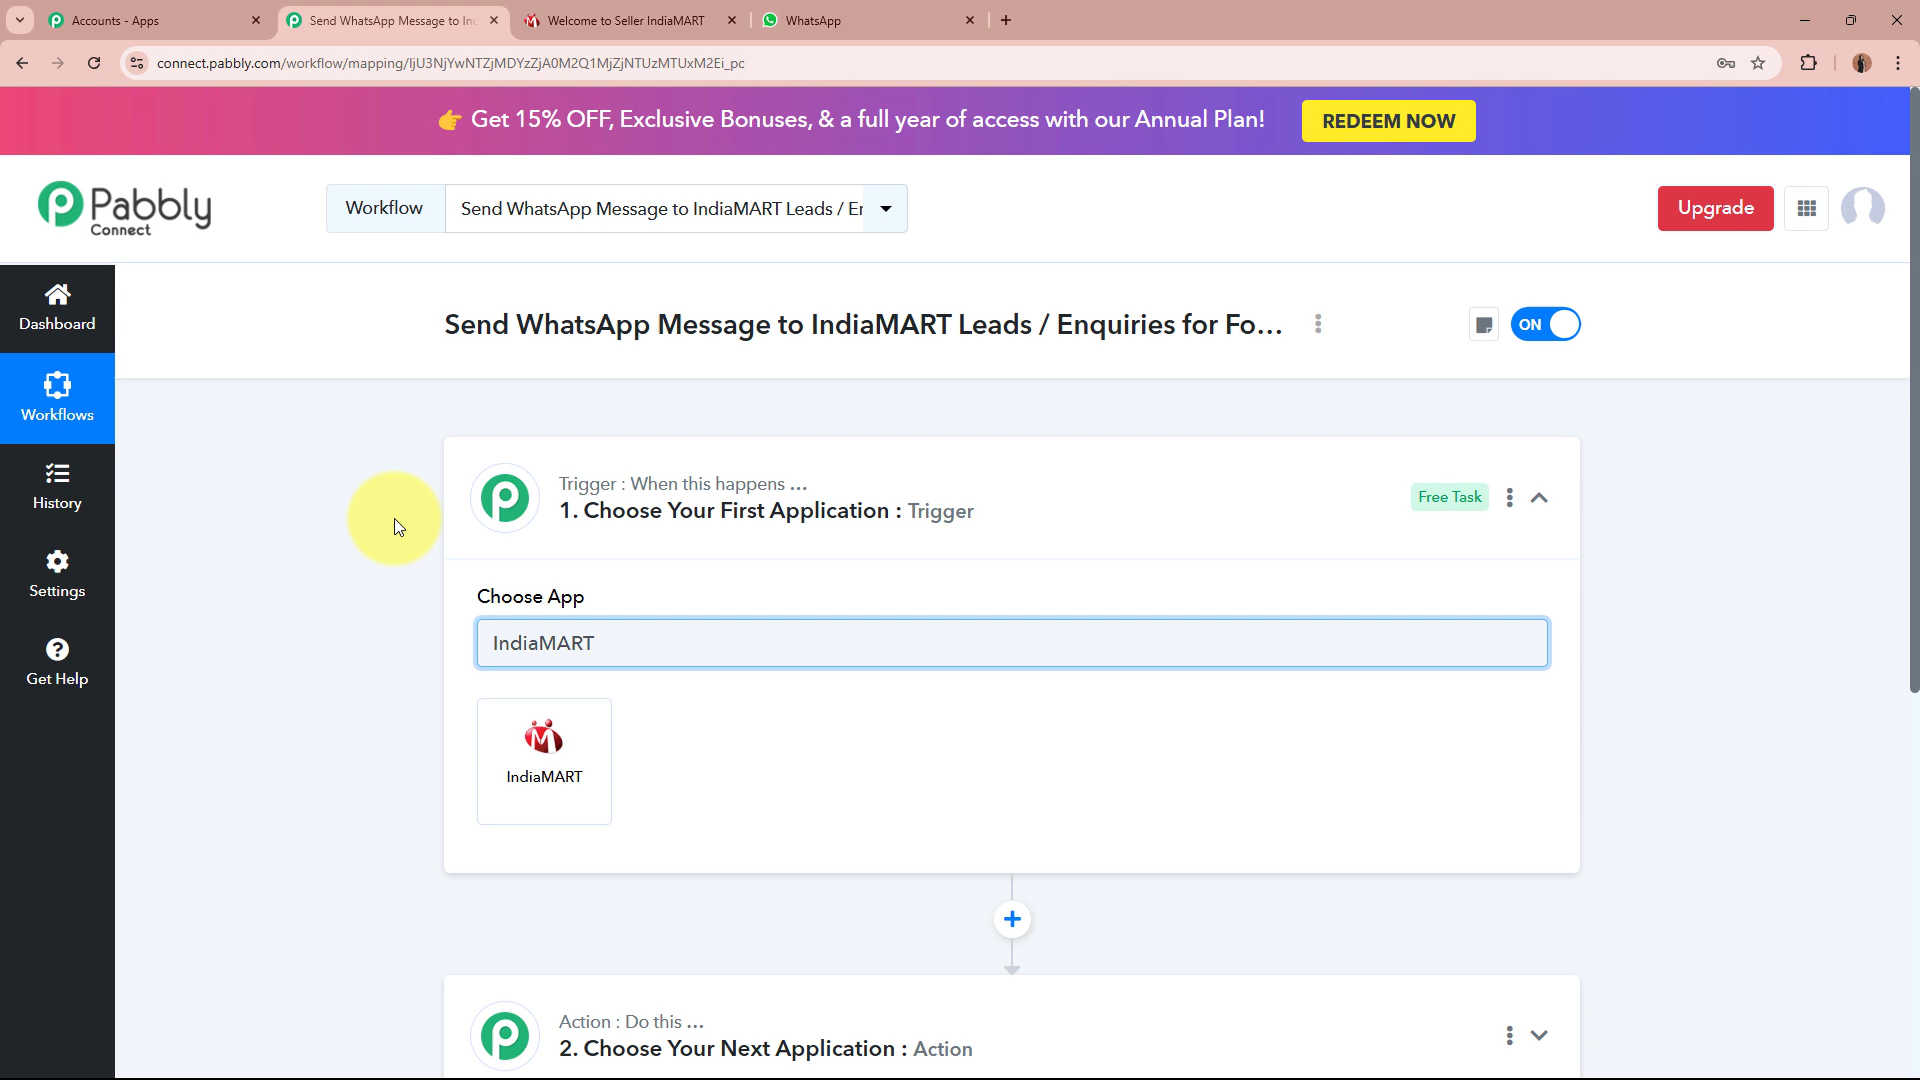 Accounts - Apps
Send WhatsApp Message to In
Welcome to Seller IndiaMART
WhatsApp
connect.pabbly.com/workflow/mapping/IjU3NjYwNTZjMDYzZjA0M2Q1MjZjNTUzMTUxM2Ei_pc
👉 Get 15% OFF, Exclusive Bonuses, & a full year of access with our Annual Plan!
REDEEM NOW
Pabbly
Connect
Workflow
Send WhatsApp Message to IndiaMART Leads / Er
Upgrade
Dashboard
Workflows
History
Settings
Get Help
Send WhatsApp Message to IndiaMART Leads / Enquiries for Fo...
ON
Trigger : When this happens ...
1. Choose Your First Application : Trigger
Free Task
Choose App
IndiaMART
IndiaMART
Action : Do this ...
2. Choose Your Next Application : Action